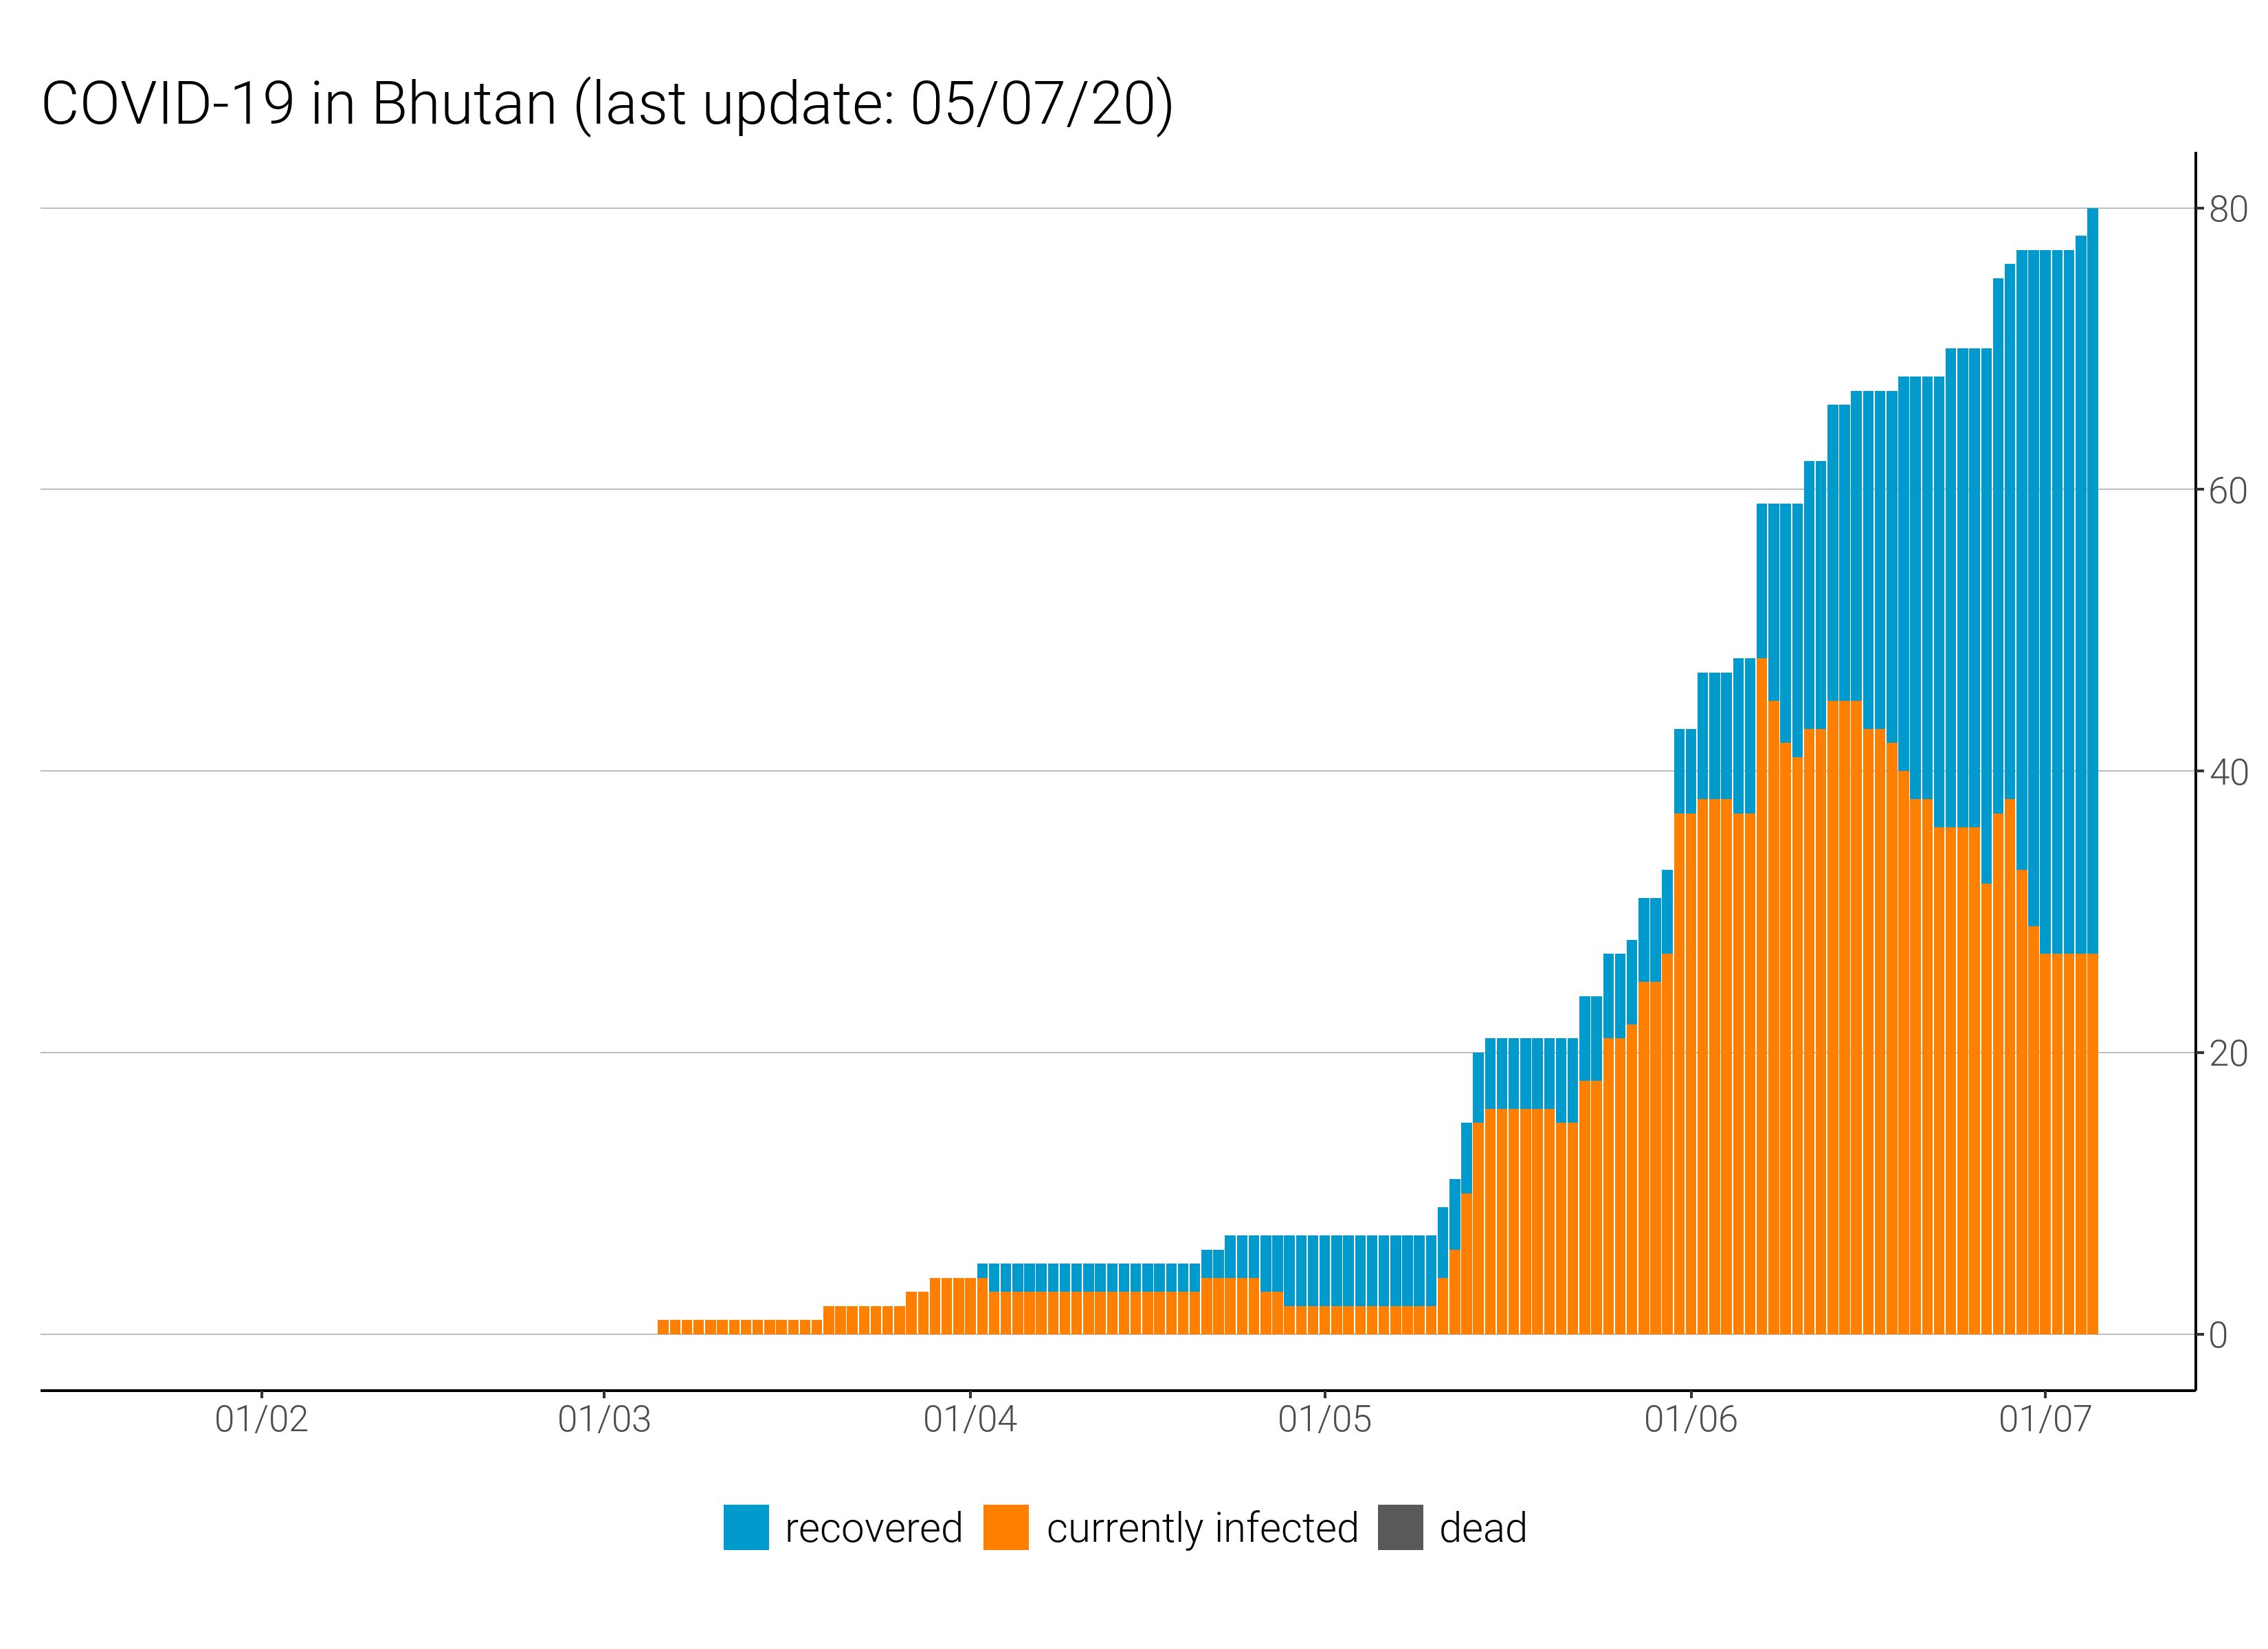 COVID-19 in Bhutan (last update: 05/07/20)
80
60
40
20
0
01/02 01/03 01/04 01/05 01/06 01/07
recovered currently infected dead